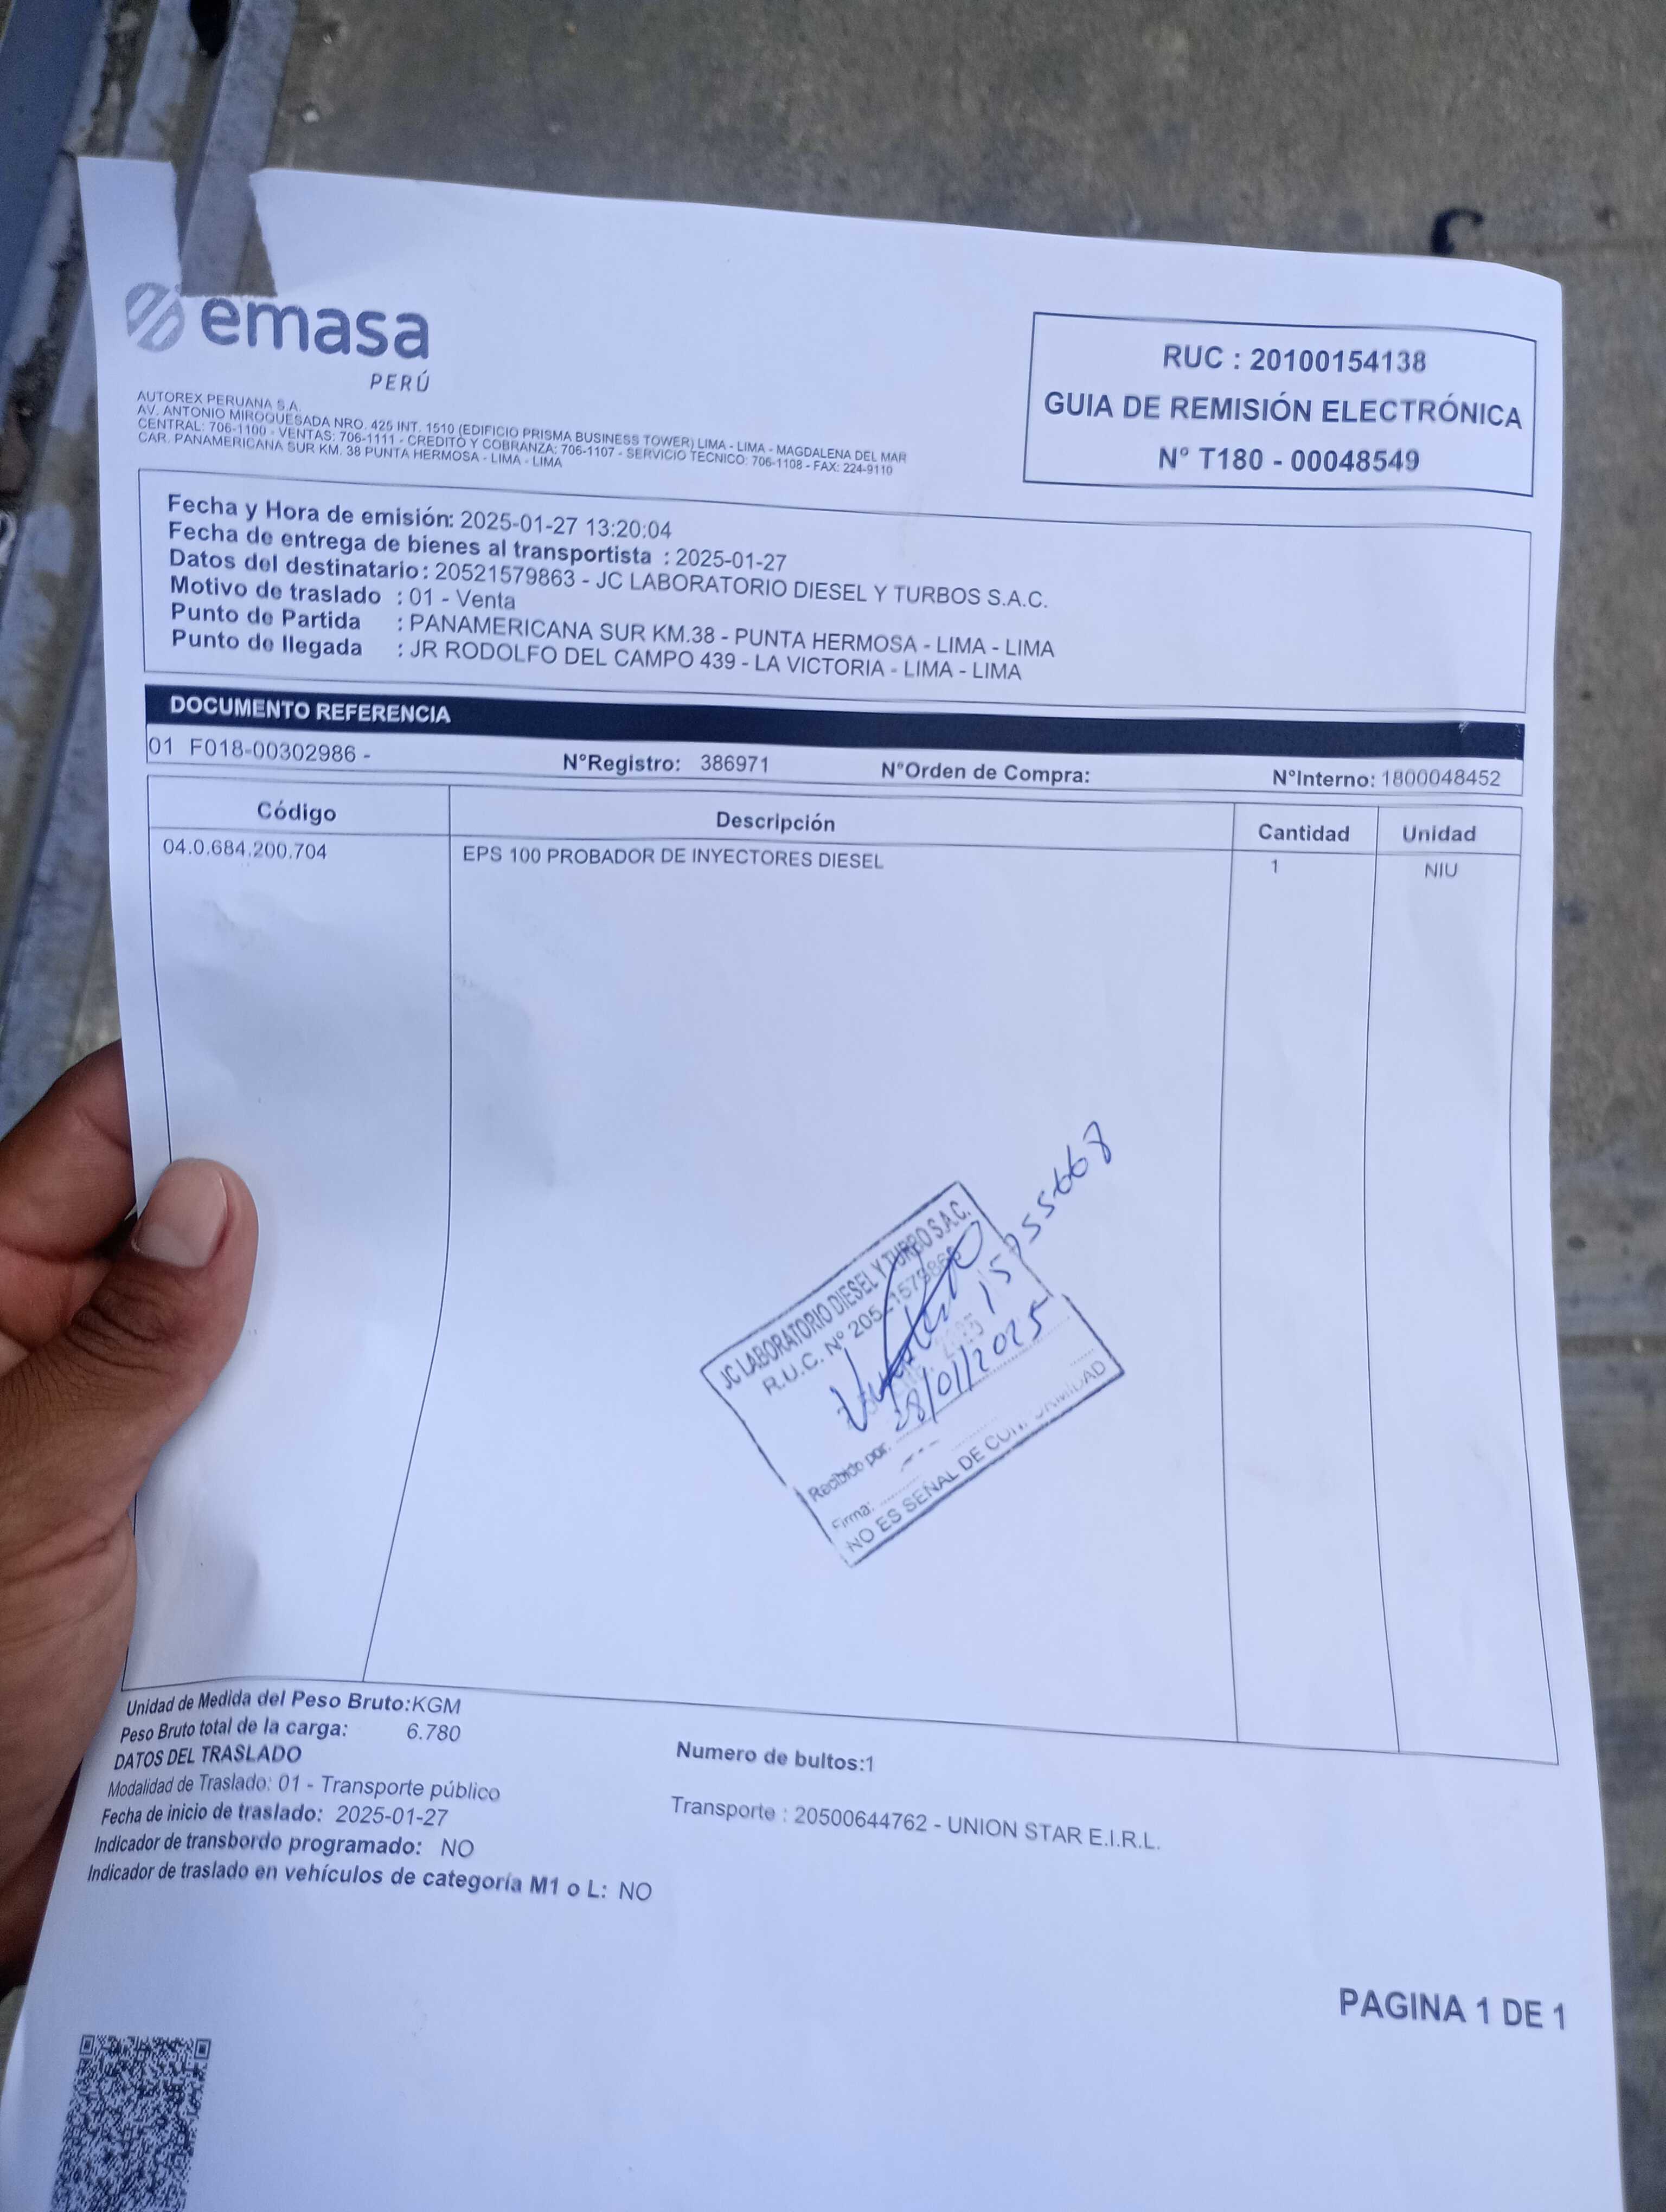 emasa
PERÚ
AUTOREX PERUANA S.A.
AV. ANTONIO MIROQUESADA NRO. 425 INT. 1510 (EDIFICIO PRISMA BUSINESS TOWER) LIMA - LIMA - MAGDALENA DEL MAR
CENTRAL: 706-1100 - VENTAS: 706-1111 - CREDITO Y COBRANZA: 706-1107 - SERVICIO TECNICO: 706-1108 - FAX: 224-9110
CAR. PANAMERICANA SUR KM. 38 PUNTA HERMOSA - LIMA - LIMA
RUC : 20100154138
GUIA DE REMISIÓN ELECTRÓNICA
N° T180 - 00048549
Fecha y Hora de emisión: 2025-01-27 13:20:04
Fecha de entrega de bienes al transportista : 2025-01-27
Datos del destinatario : 20521579863 - JC LABORATORIO DIESEL Y TURBOS S.A.C.
Motivo de traslado : 01 - Venta
Punto de Partida : PANAMERICANA SUR KM.38 - PUNTA HERMOSA - LIMA - LIMA
Punto de llegada : JR RODOLFO DEL CAMPO 439 - LA VICTORIA - LIMA - LIMA
DOCUMENTO REFERENCIA
01 F018-00302986 - N°Registro: 386971 N°Orden de Compra: N°Interno: 1800048452
Código Descripción Cantidad Unidad
04.0.684.200.704 EPS 100 PROBADOR DE INYECTORES DIESEL 1 NIU
JC LABORATORIO DIESEL Y TURBO S.A.C.
R.U.C. N°
28/01/2025
Recibido por:
Firma:
NO ES SEÑAL DE CONFORMIDAD
Unidad de Medida del Peso Bruto:KGM
Peso Bruto total de la carga: 6.780
Numero de bultos:1
DATOS DEL TRASLADO
Modalidad de Traslado: 01 - Transporte público
Transporte : 20500644762 - UNION STAR E.I.R.L.
Fecha de inicio de traslado: 2025-01-27
Indicador de transbordo programado: NO
Indicador de traslado en vehículos de categoría M1 o L: NO
PAGINA 1 DE 1